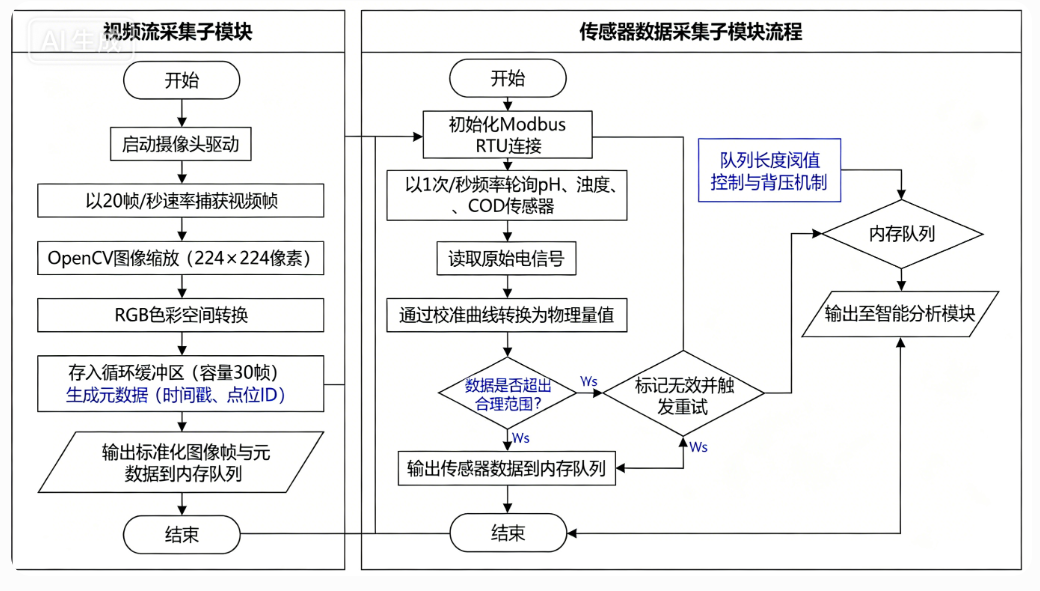 AI生成
视频流采集子模块
开始
启动摄像头驱动
以20帧/秒速率捕获视频帧
OpenCV图像缩放（224×224像素）
RGB色彩空间转换
存入循环缓冲区（容量30帧）
生成元数据（时间戳、点位ID）
输出标准化图像帧与元
数据到内存队列
结束
传感器数据采集子模块流程
开始
初始化Modbus
RTU连接
以1次/秒频率轮询pH、浊度、
、COD传感器
读取原始电信号
通过校准曲线转换为物理量值
数据是否超出
合理范围？
Ws
Ws
标记无效并触
发重试
Ws
输出传感器数据到内存队列
结束
队列长度阈值
控制与背压机制
内存队列
输出至智能分析模块